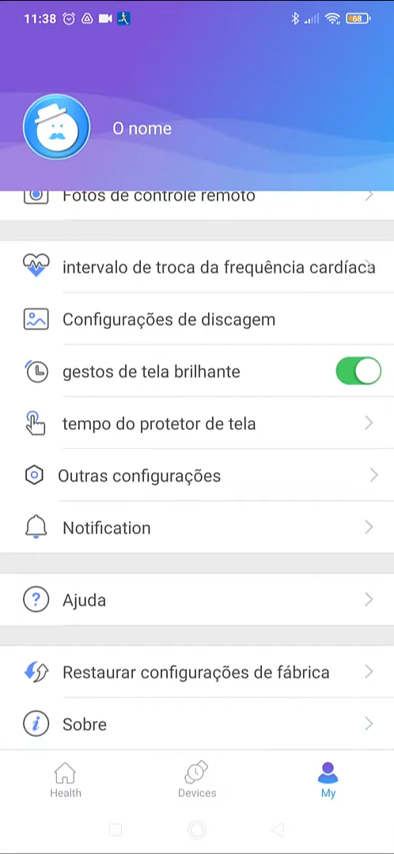 11:38
68
O nome
Fotos de controle remoto
intervalo de troca da frequência cardíaca
Configurações de discagem
gestos de tela brilhante
tempo do protetor de tela
Outras configurações
Notification
Ajuda
Restaurar configurações de fábrica
Sobre
Health
Devices
My